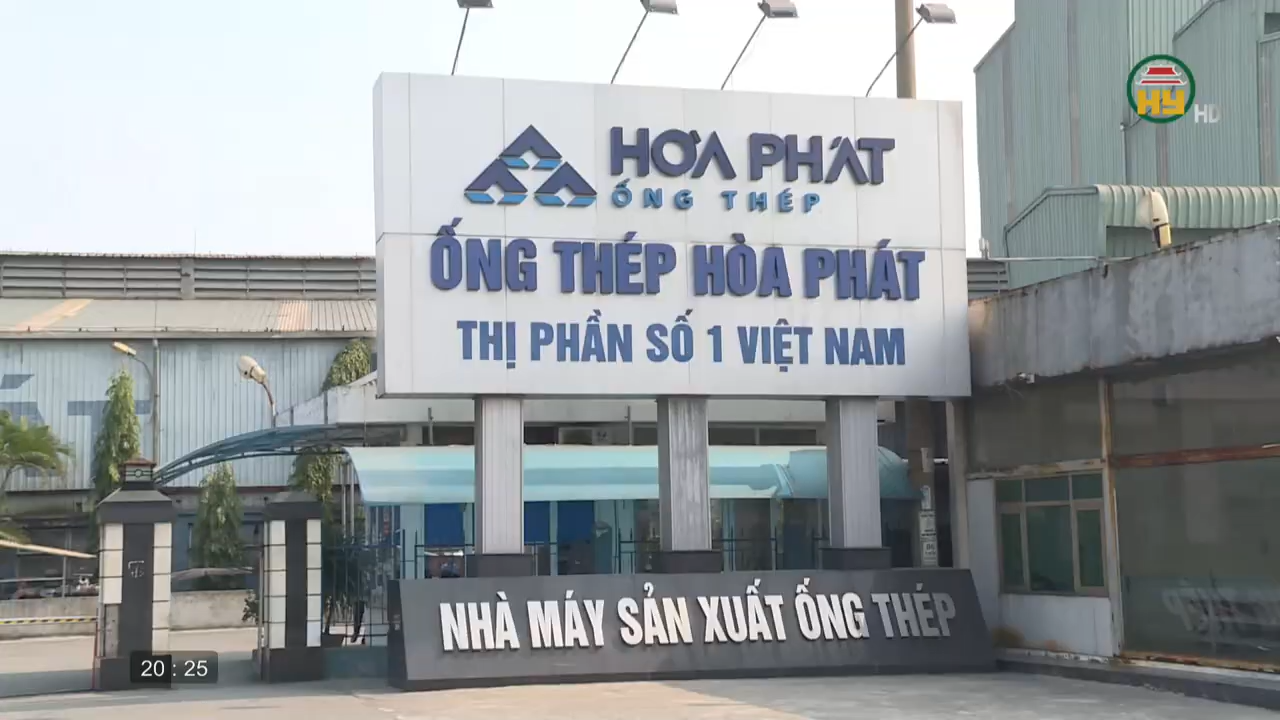 HY HD
HÒA PHÁT
ỐNG THÉP
ỐNG THÉP HÒA PHÁT
THỊ PHẦN SỐ 1 VIỆT NAM
ÁT
NHÀ MÁY SẢN XUẤT ỐNG THÉP
20 : 25